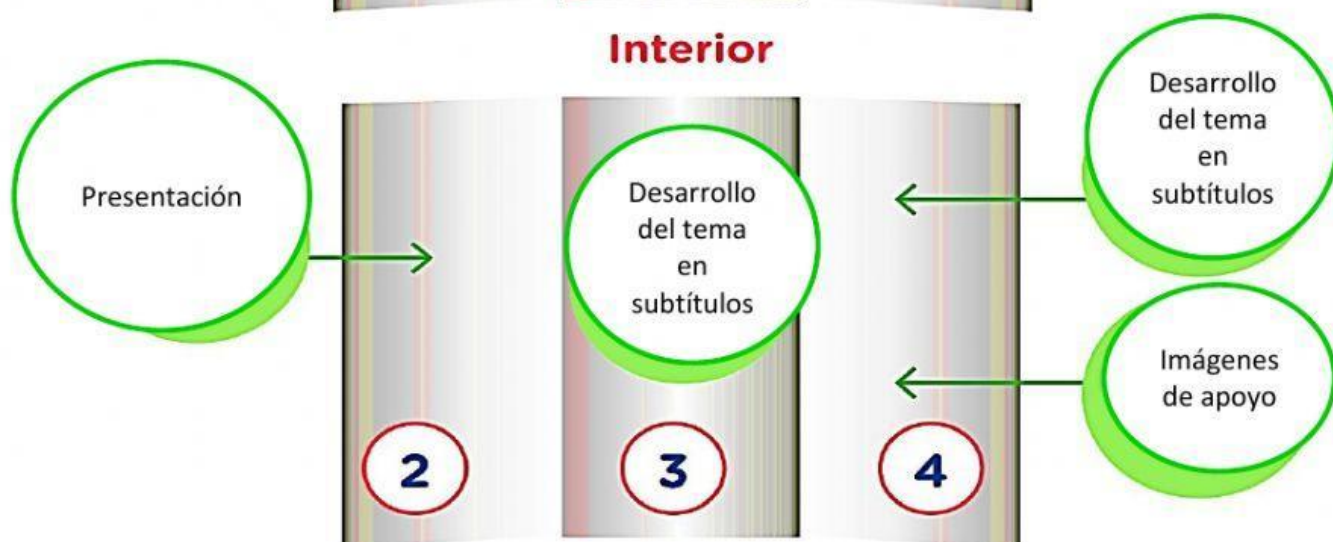 Interior
Presentación
Desarrollo
del tema
en
subtítulos
Desarrollo
del tema
en
subtítulos
Imágenes
de apoyo
2
3
4